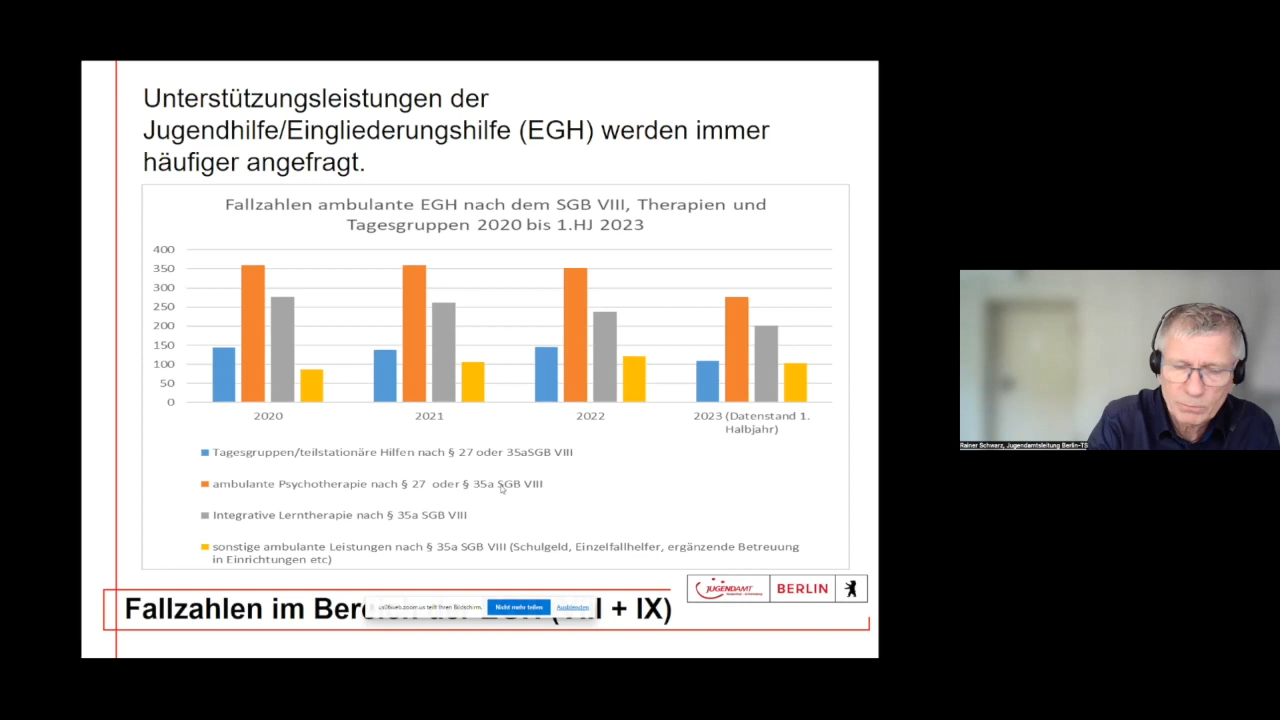 Unterstützungsleistungen der
Jugendhilfe/Eingliederungshilfe (EGH) werden immer
häufiger angefragt.
Fallzahlen ambulante EGH nach dem SGB VIII, Therapien und
Tagesgruppen 2020 bis 1.HJ 2023
400
350
300
250
200
150
100
50
0
2020
2021
2022
2023 (Datenstand 1.
Halbjahr)
Tagesgruppen/teilstationäre Hilfen nach § 27 oder 35aSGB VIII
ambulante Psychotherapie nach § 27 oder § 35a SGB VIII
Integrative Lerntherapie nach § 35a SGB VIII
sonstige ambulante Leistungen nach § 35a SGB VIII (Schulgeld, Einzelfallhelfer, ergänzende Betreuung
in Einrichtungen etc)
JUGENDAMT
BERLIN
Fallzahlen im + IX)
teilt Ihren Bildschirm.
Nicht mehr teilen
Ausblenden
Rainer Schwarz, Jugendamtsleitung Berlin-TS